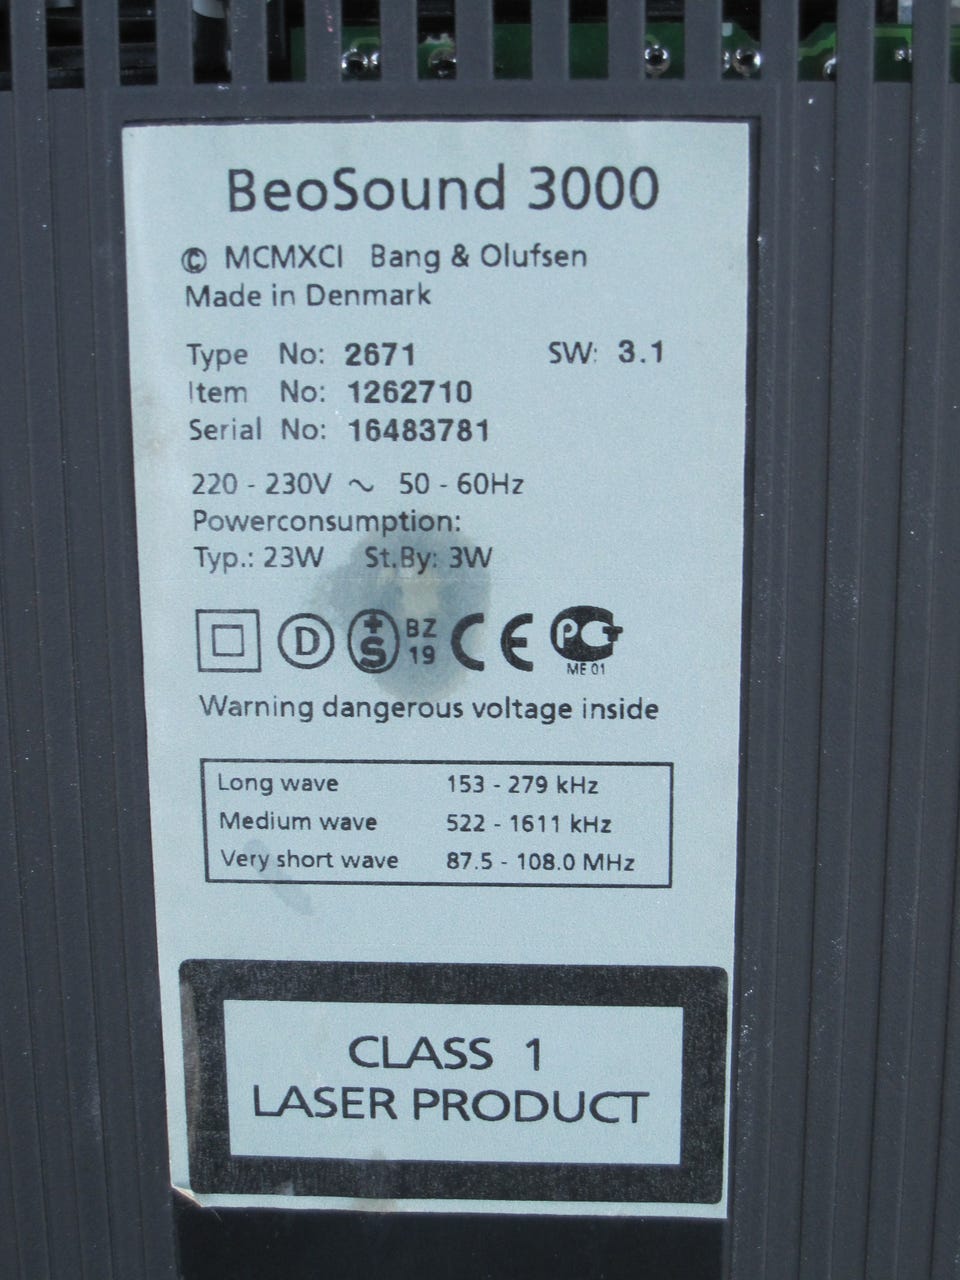 BeoSound 3000
© MCMXCI Bang & Olufsen
Made in Denmark
Type No: 2671 SW: 3.1
Item No: 1262710
Serial No: 16483781
220 - 230V ~ 50 - 60Hz
Powerconsumption:
Typ.: 23W St.By: 3W
D +S BZ 19 CE PCT ME 01
Warning dangerous voltage inside
Long wave 153 - 279 kHz
Medium wave 522 - 1611 kHz
Very short wave 87.5 - 108.0 MHz
CLASS 1
LASER PRODUCT